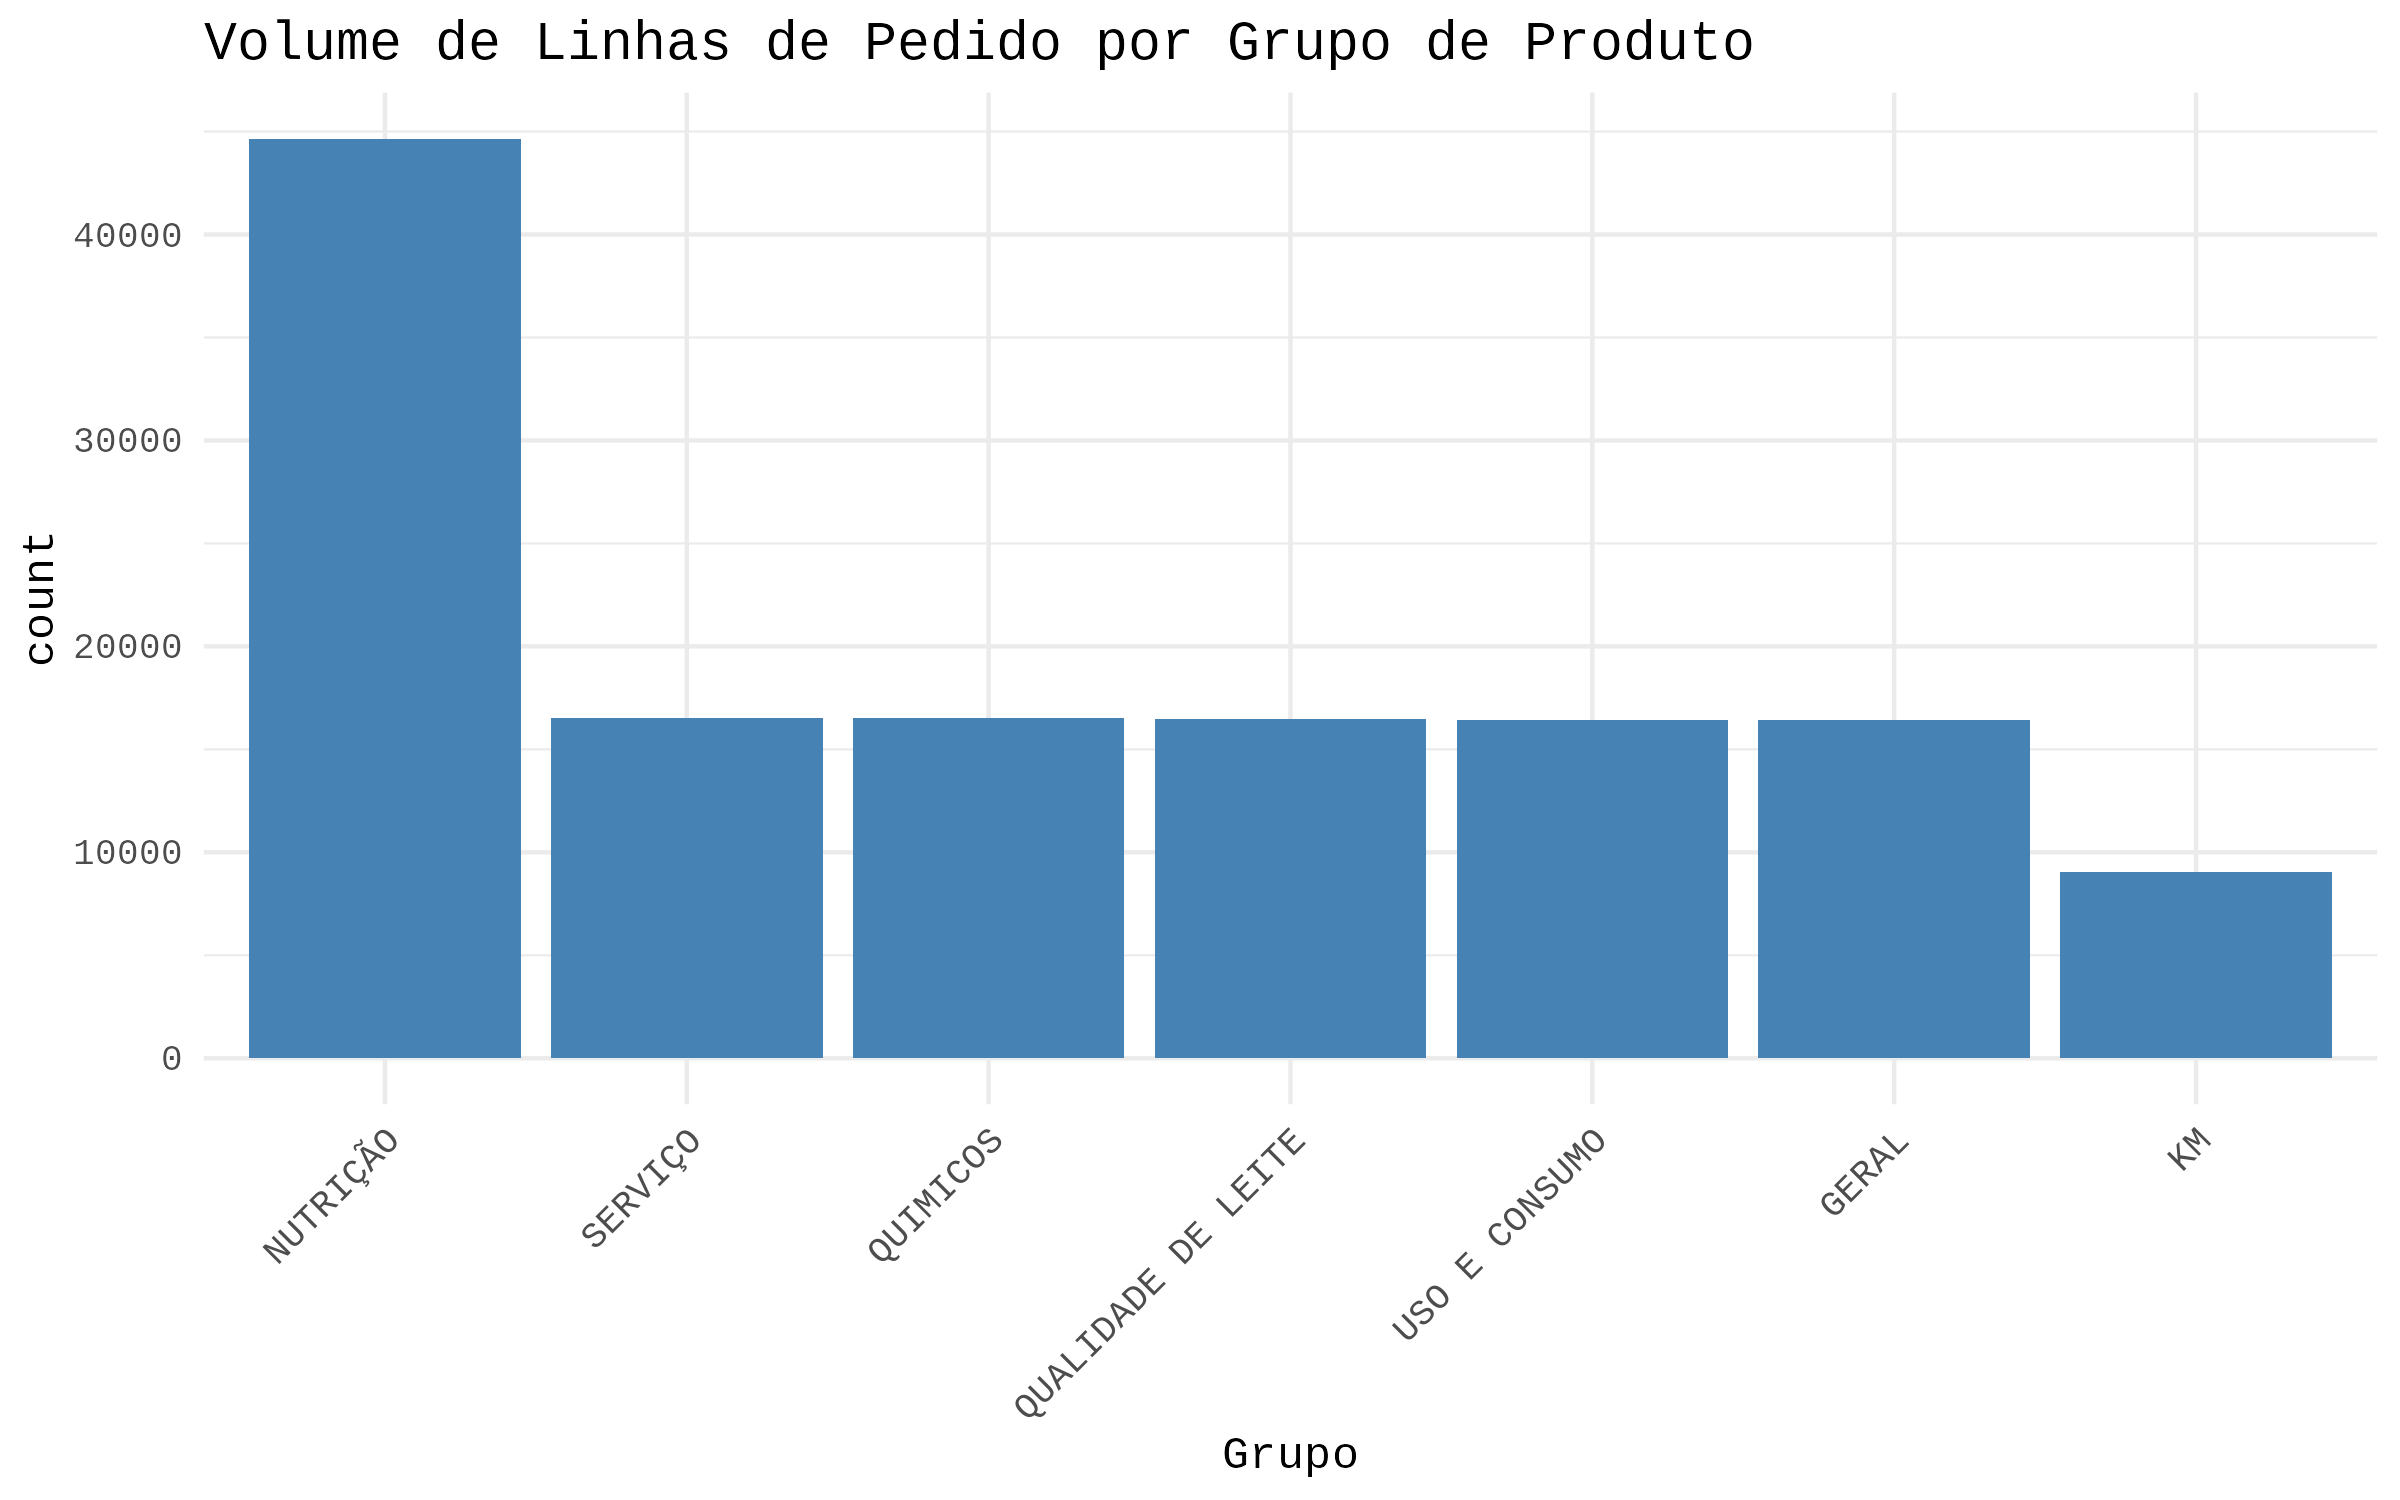 Volume de Linhas de Pedido por Grupo de Produto
count
40000
30000
20000
10000
0
NUTRIÇÃO
SERVIÇO
QUIMICOS
QUALIDADE DE LEITE
USO E CONSUMO
GERAL
KM
Grupo